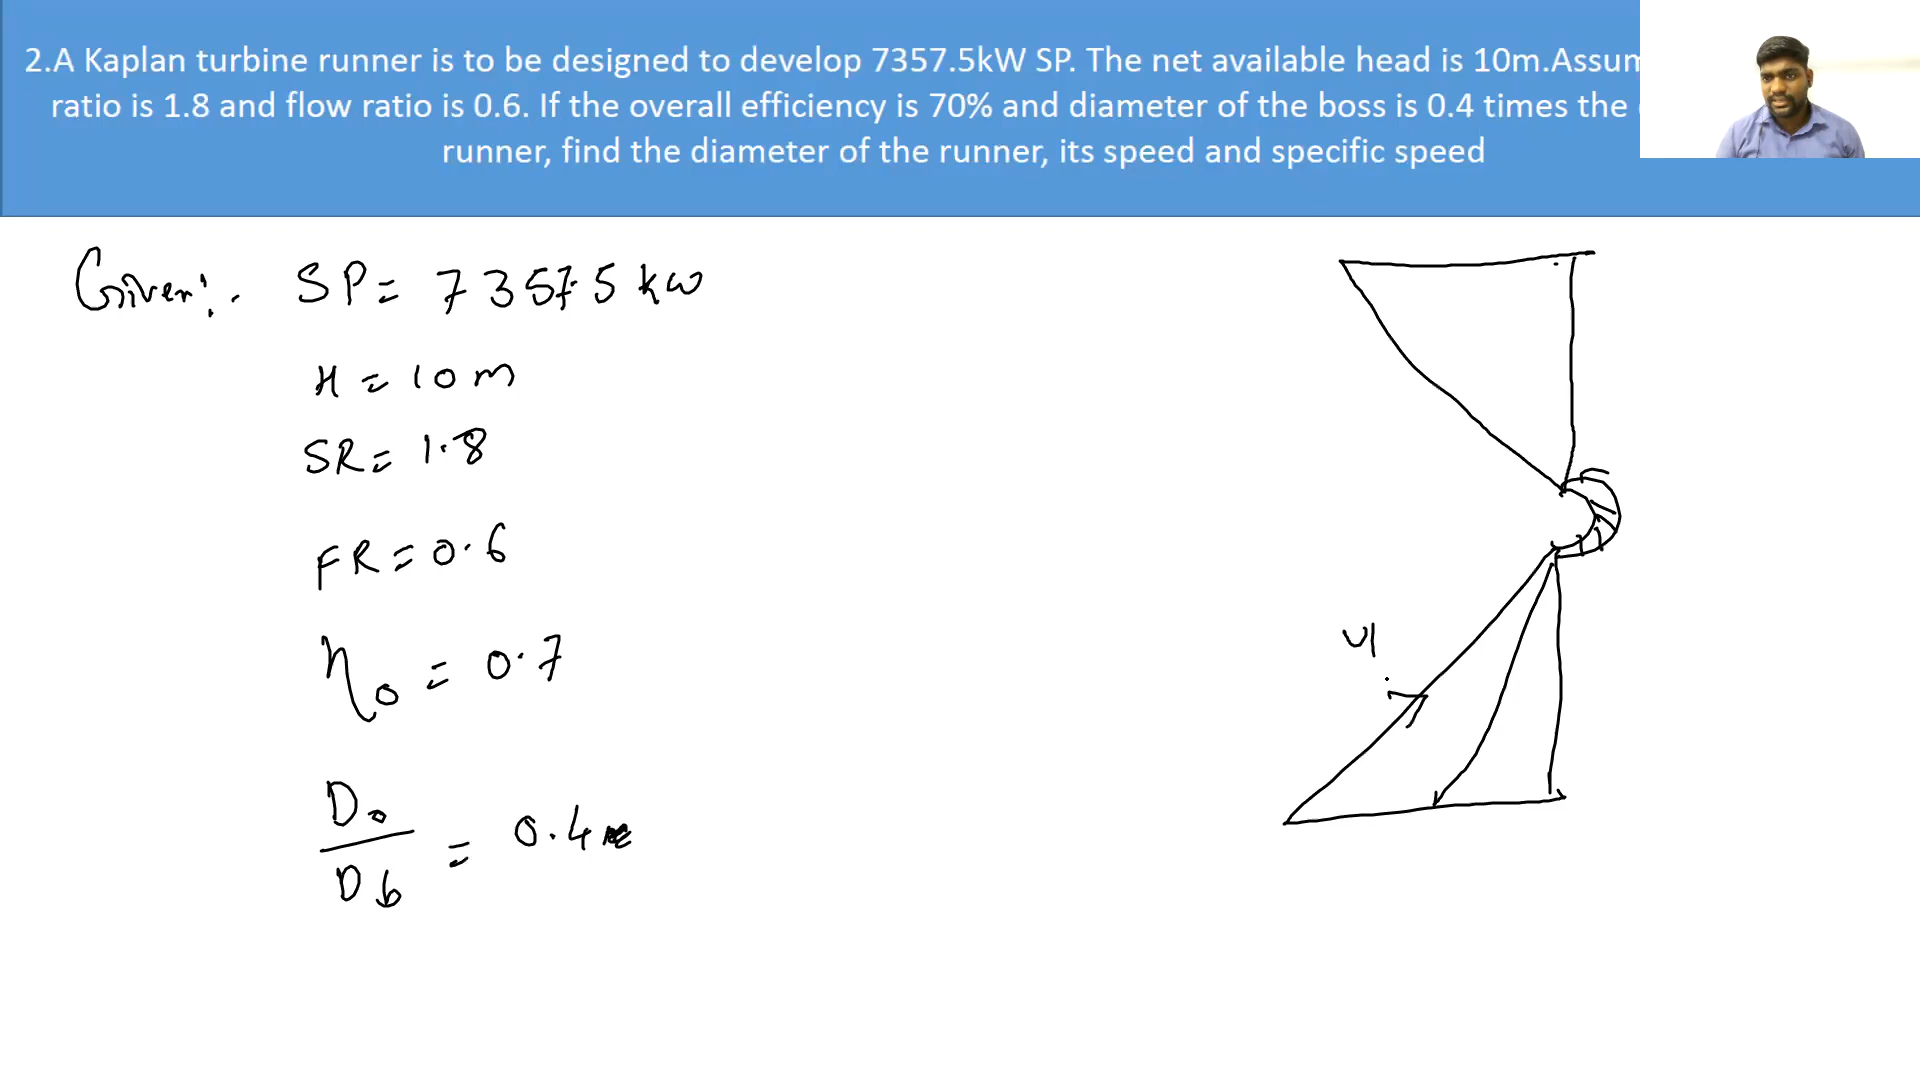 2.A Kaplan turbine runner is to be designed to develop 7357.5kW SP. The net available head is 10m.Assum
ratio is 1.8 and flow ratio is 0.6. If the overall efficiency is 70% and diameter of the boss is 0.4 times the
runner, find the diameter of the runner, its speed and specific speed
Given:. SP= 7357.5 kw
H = 10 m
SR= 1.8
FR = 0.6
η₀ = 0.7
D₀
/ Db = 0.4
u1